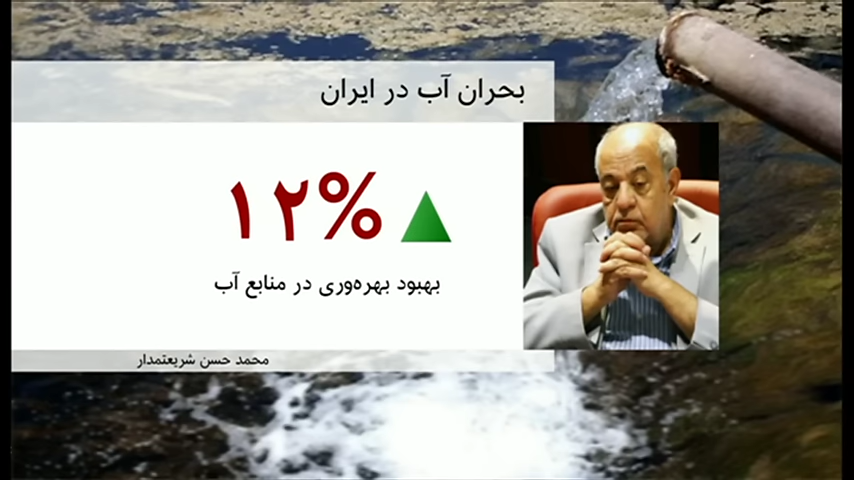 بحران آب در ایران
۱۲%
بهبود بهره‌وری در منابع آب
محمد حسن شریعتمدار